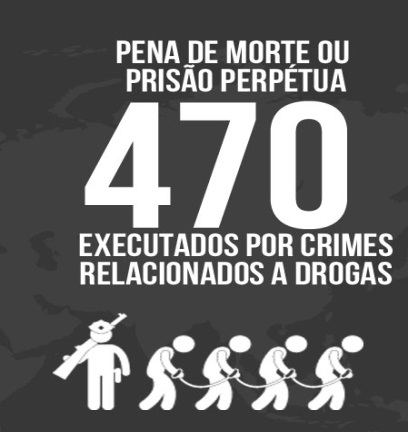 PENA DE MORTE OU
PRISÃO PERPÉTUA
470
EXECUTADOS POR CRIMES
RELACIONADOS A DROGAS